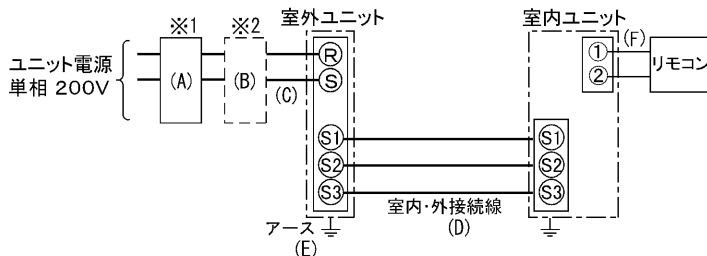 ※1
※2
室外ユニット
室内ユニット
ユニット電源
単相 200V
(A)
(B)
(C)
R
S
S1
S2
S3
アース
(E)
室内・外接続線
(D)
S1
S2
S3
①
②
(F)
リモコン